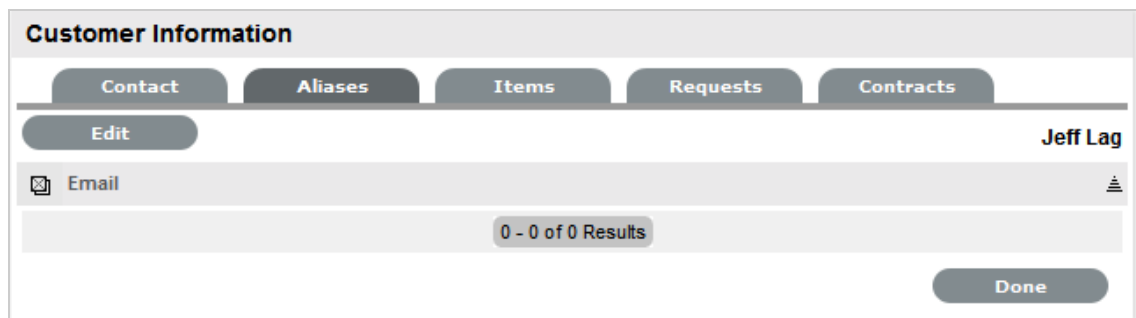 Customer Information
Contact Aliases Items Requests Contracts
Edit
Jeff Lag
Email
0 - 0 of 0 Results
Done